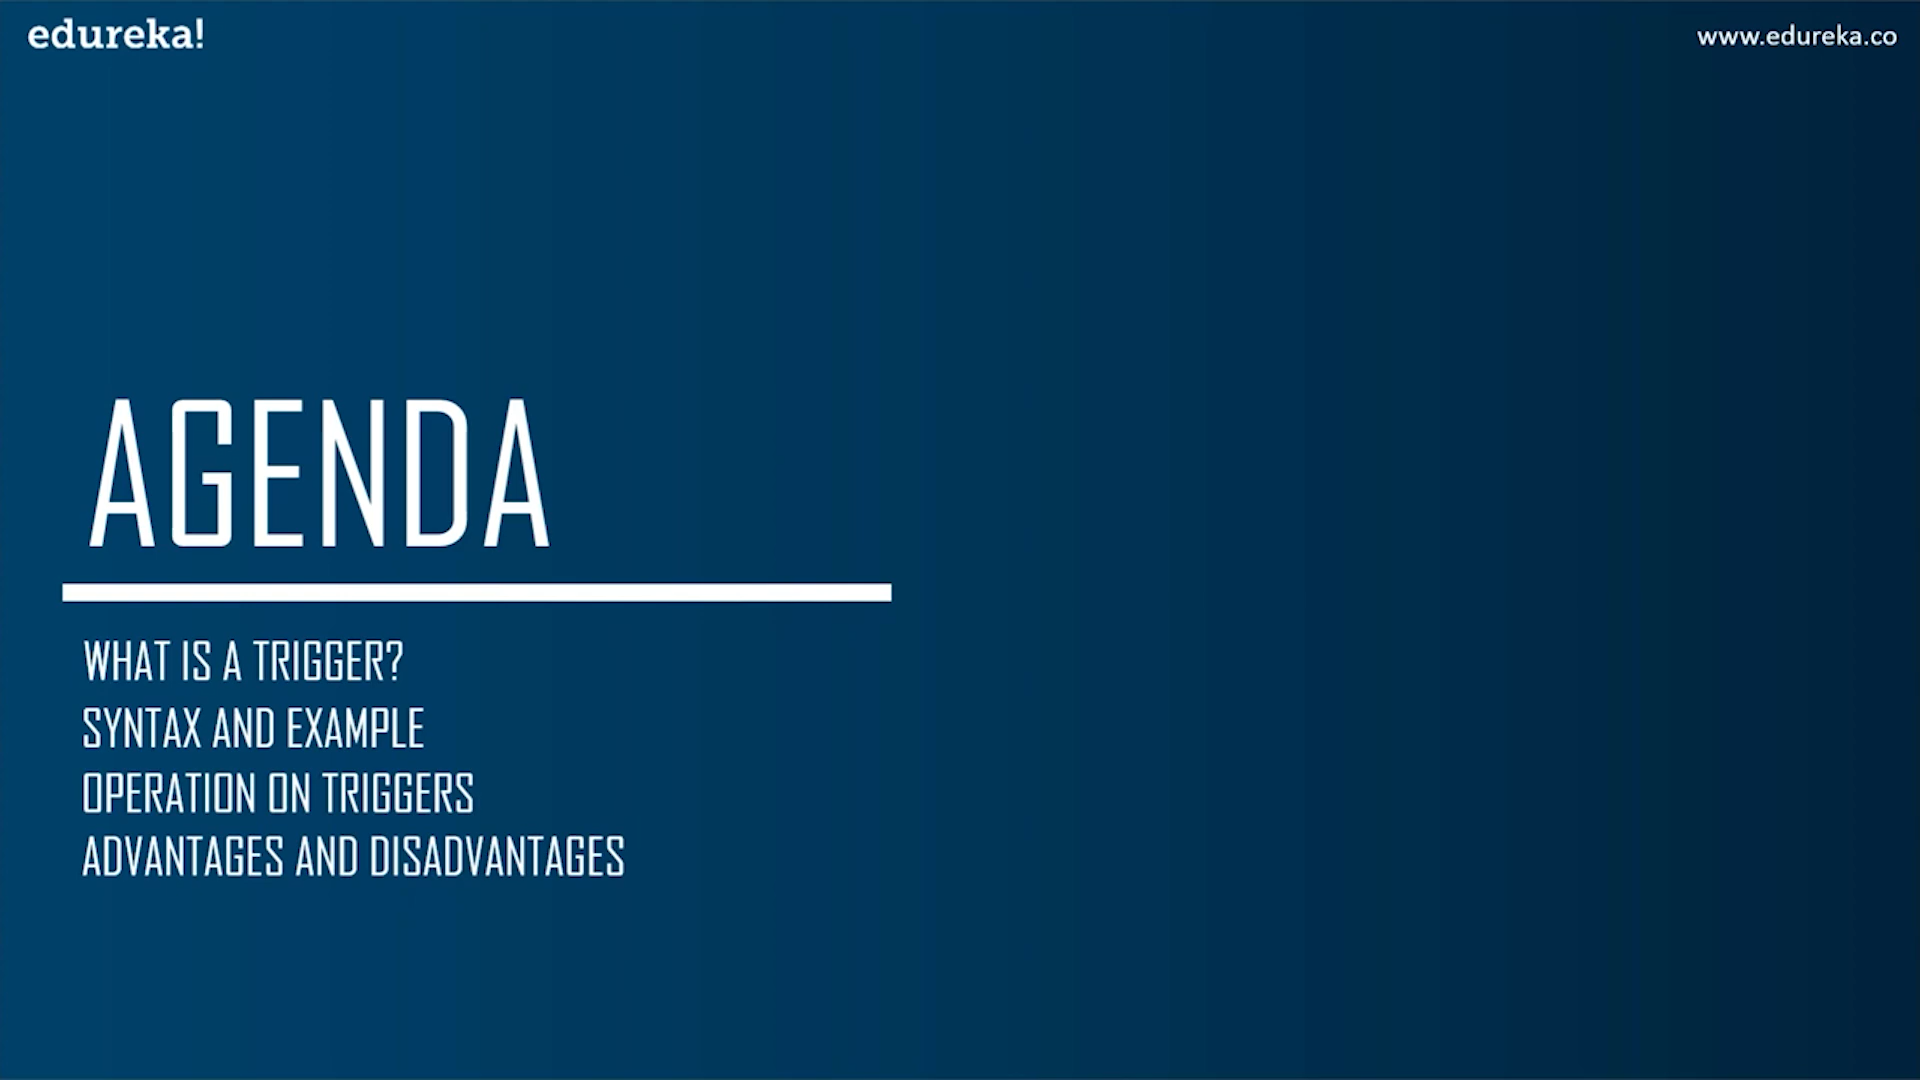 edureka!
www.edureka.co
AGENDA
WHAT IS A TRIGGER?
SYNTAX AND EXAMPLE
OPERATION ON TRIGGERS
ADVANTAGES AND DISADVANTAGES